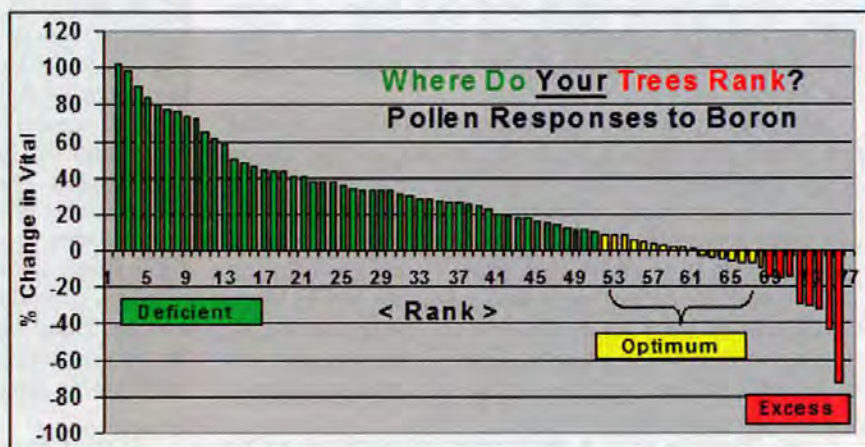 Where Do Your Trees Rank?
Pollen Responses to Boron
% Change in Vital
120
100
80
60
40
20
0
-20
-40
-60
-80
-100
1 5 9 13 17 21 25 29 33 37 41 45 49 53 57 61 65 69 77
Deficient
< Rank >
Optimum
Excess